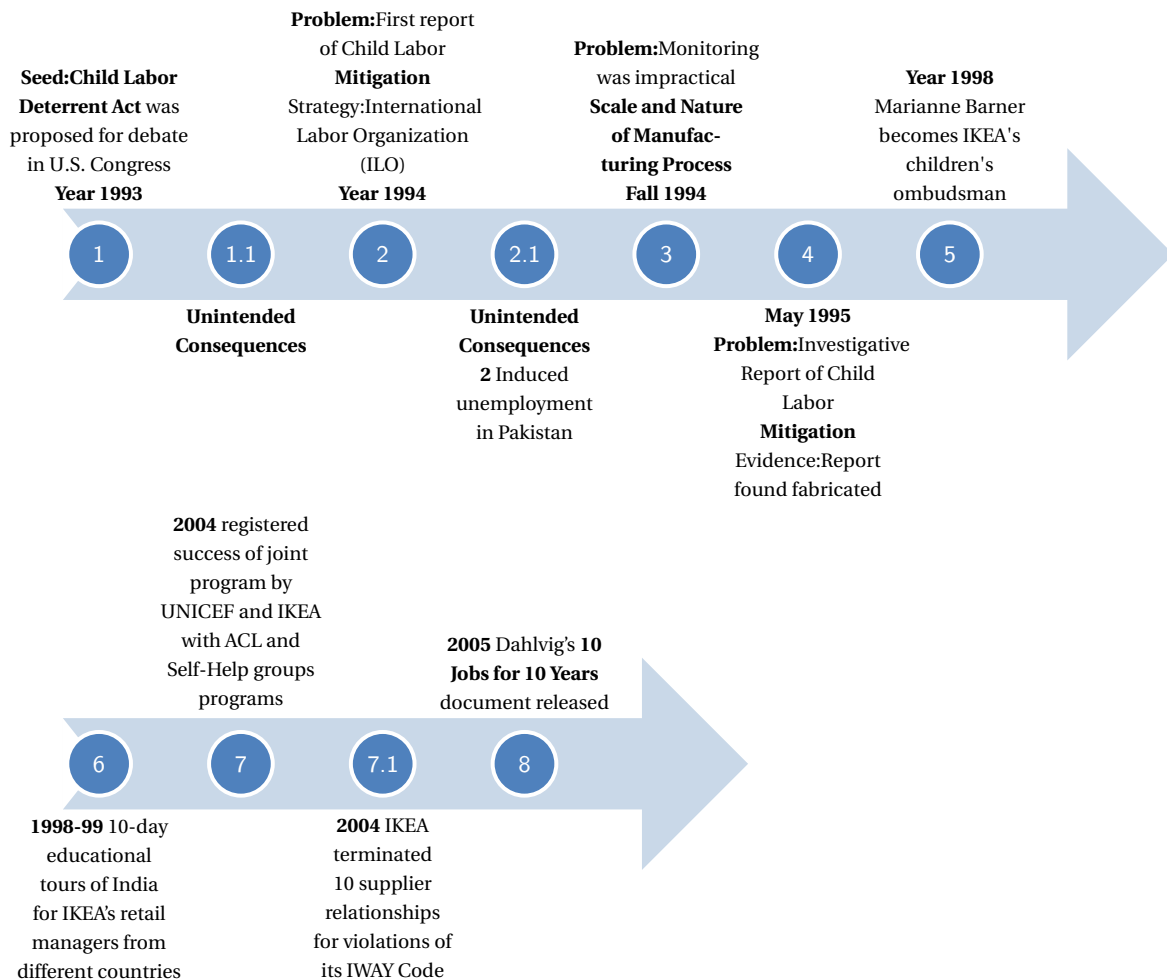 Seed:Child Labor
Deterrent Act was
proposed for debate
in U.S. Congress
Year 1993
1
1.1
Unintended
Consequences
Problem:First report
of Child Labor
Mitigation
Strategy:International
Labor Organization
(ILO)
Year 1994
2
2.1
Unintended
Consequences
2 Induced
unemployment
in Pakistan
Problem:Monitoring
was impractical
Scale and Nature
of Manufac-
turing Process
Fall 1994
3
4
May 1995
Problem:Investigative
Report of Child
Labor
Mitigation
Evidence:Report
found fabricated
Year 1998
Marianne Barner
becomes IKEA's
children's
ombudsman
5
6
1998-99 10-day
educational
tours of India
for IKEA’s retail
managers from
different countries
2004 registered
success of joint
program by
UNICEF and IKEA
with ACL and
Self-Help groups
programs
7
7.1
2004 IKEA
terminated
10 supplier
relationships
for violations of
its IWAY Code
2005 Dahlvig’s 10
Jobs for 10 Years
document released
8